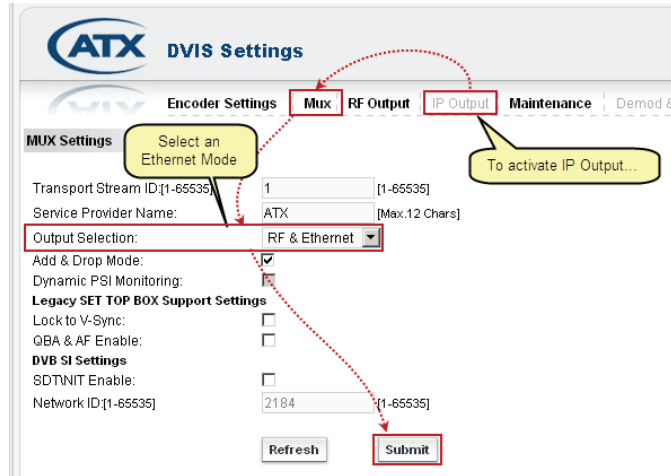 ATX DVIS Settings
Encoder Settings Mux RF Output IP Output Maintenance Demod &
MUX Settings
Select an
Ethernet Mode
To activate IP Output...
Transport Stream ID:[1-65535] 1 [1-65535]
Service Provider Name: ATX [Max.12 Chars]
Output Selection: RF & Ethernet
Add & Drop Mode:
Dynamic PSI Monitoring:
Legacy SET TOP BOX Support Settings
Lock to V-Sync:
QBA & AF Enable:
DVB SI Settings
SDT\NIT Enable:
Network ID:[1-65535] 2184 [1-65535]
Refresh Submit